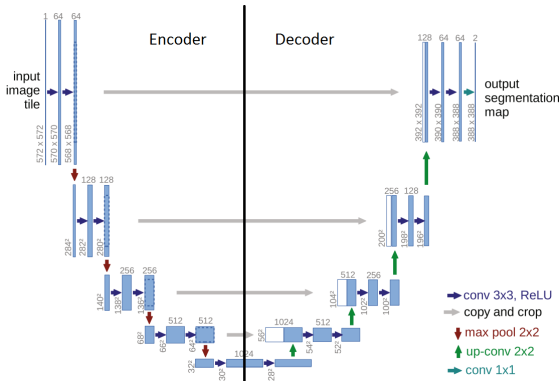 Encoder
Decoder
1
64
64
input
image
tile
572 x 572
570 x 570
568 x 568
128
64
64
2
392 x 392
390 x 390
388 x 388
388 x 388
output
segmentation
map
128
128
284²
282²
280²
256
128
200²
198²
196²
256
256
140²
138²
136²
512
256
104²
102²
100²
512
512
68²
66²
64²
1024
512
56²
54²
52²
1024
32²
30²
28²
conv 3x3, ReLU
copy and crop
max pool 2x2
up-conv 2x2
conv 1x1